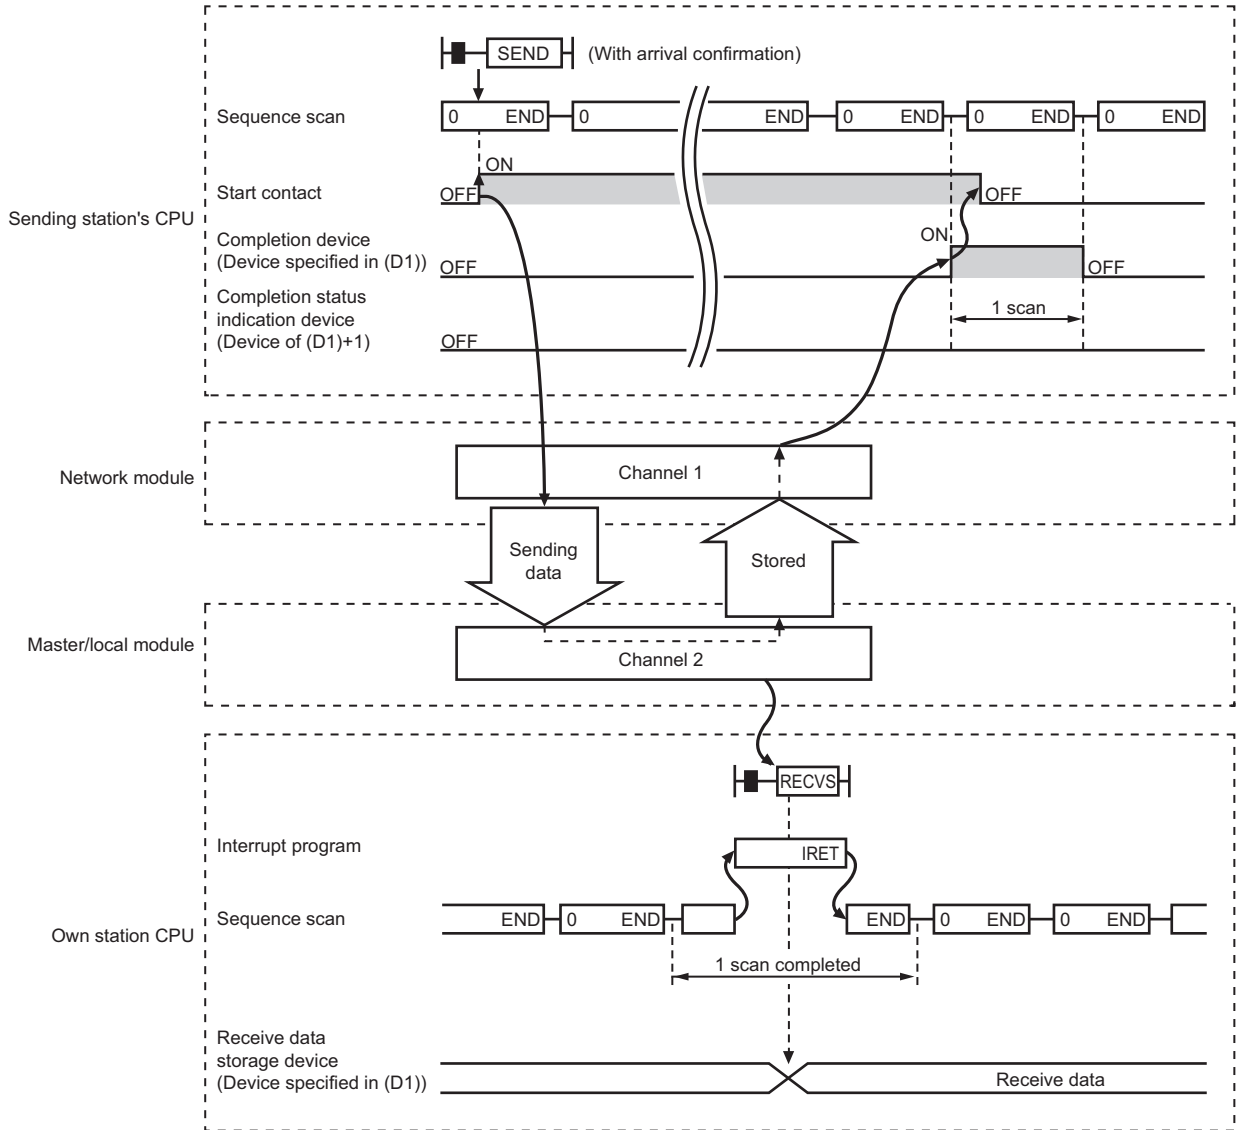 SEND (With arrival confirmation)
Sequence scan 0 END 0 END 0 END 0 END 0 END
ON
Start contact OFF OFF
Sending station's CPU
Completion device
(Device specified in (D1)) OFF ON OFF
Completion status
indication device
(Device of (D1)+1) OFF
1 scan
Network module
Channel 1
Sending
data
Stored
Master/local module
Channel 2
RECVS
Interrupt program IRET
Sequence scan END 0 END END 0 END 0 END
Own station CPU
1 scan completed
Receive data
storage device
(Device specified in (D1))
Receive data